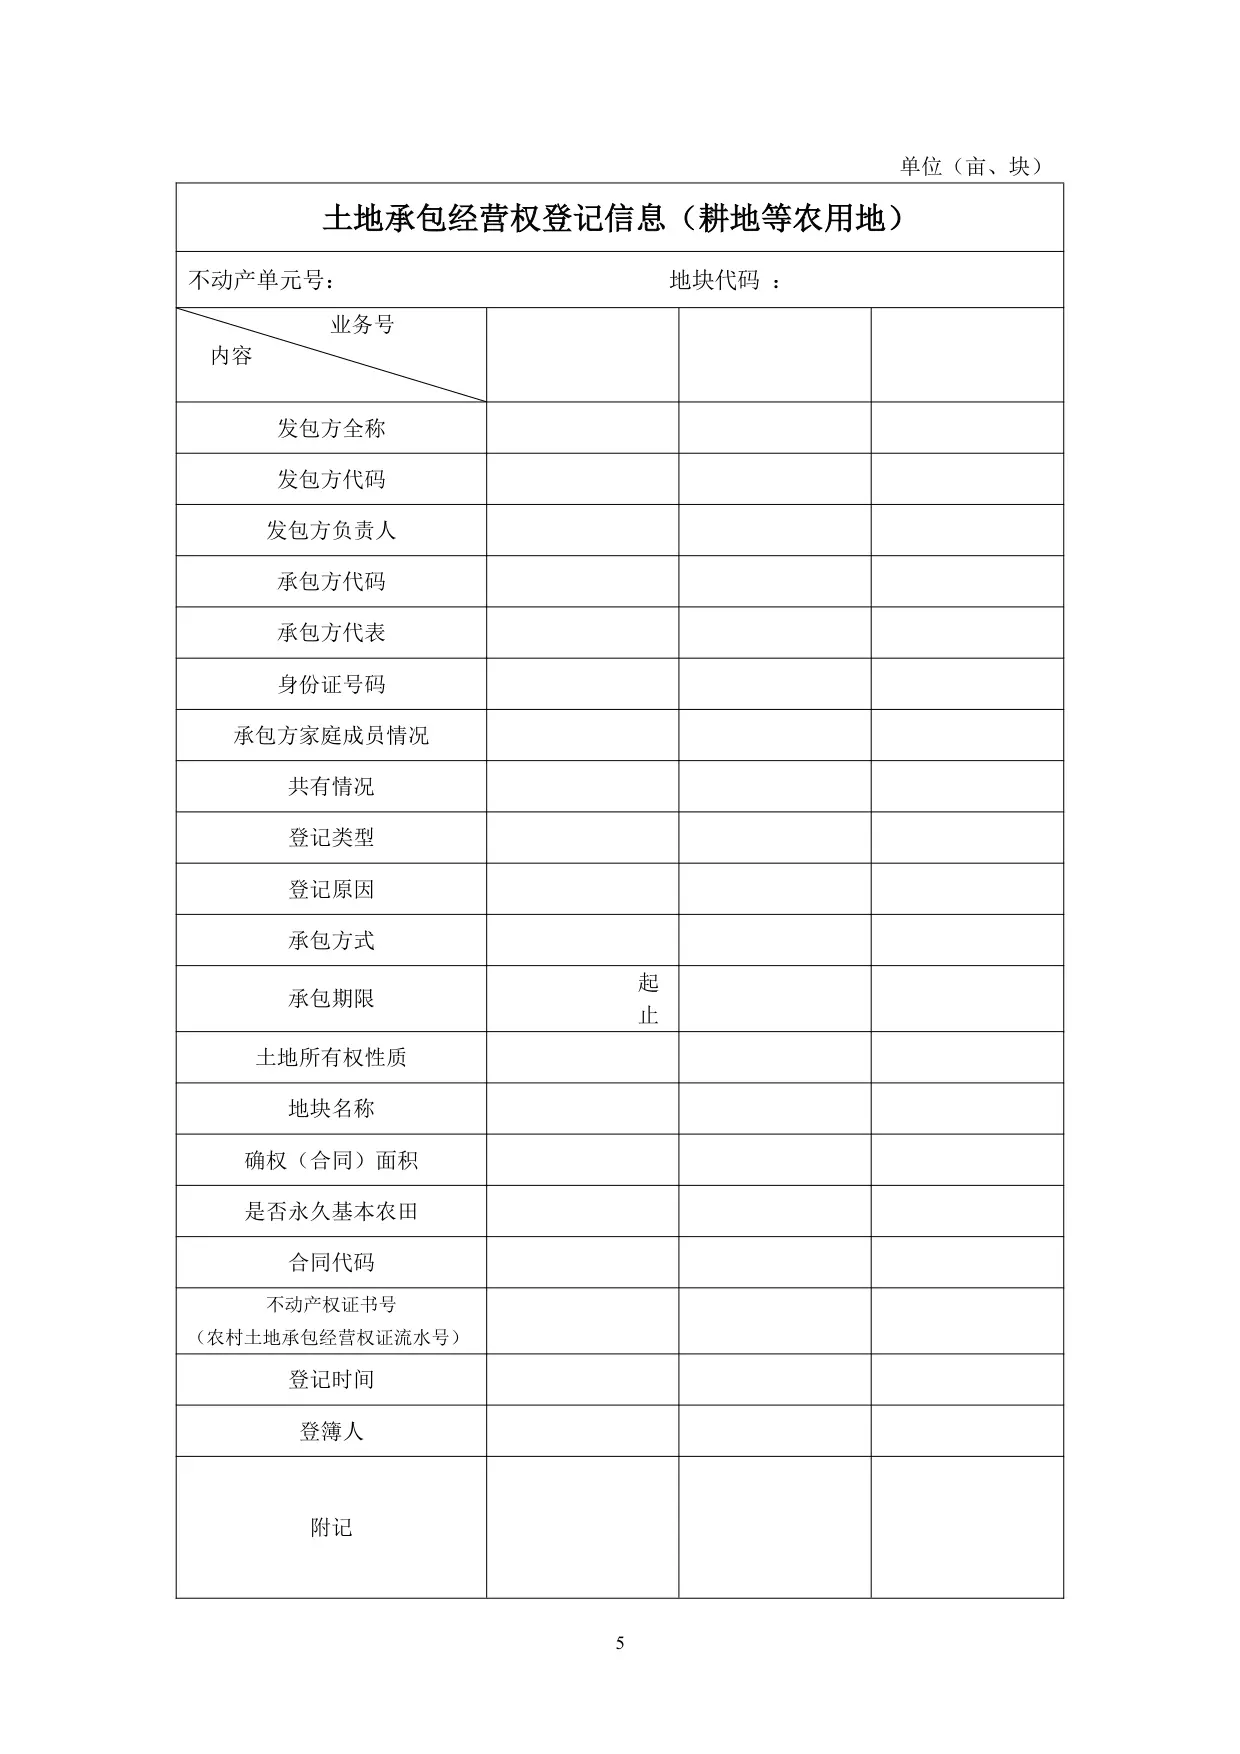 单位（亩、块）
土地承包经营权登记信息（耕地等农用地）
不动产单元号： 地块代码 ：
业务号
内容
发包方全称
发包方代码
发包方负责人
承包方代码
承包方代表
身份证号码
承包方家庭成员情况
共有情况
登记类型
登记原因
承包方式
起
承包期限
止
土地所有权性质
地块名称
确权（合同）面积
是否永久基本农田
合同代码
不动产权证书号
（农村土地承包经营权证流水号）
登记时间
登簿人
附记
5